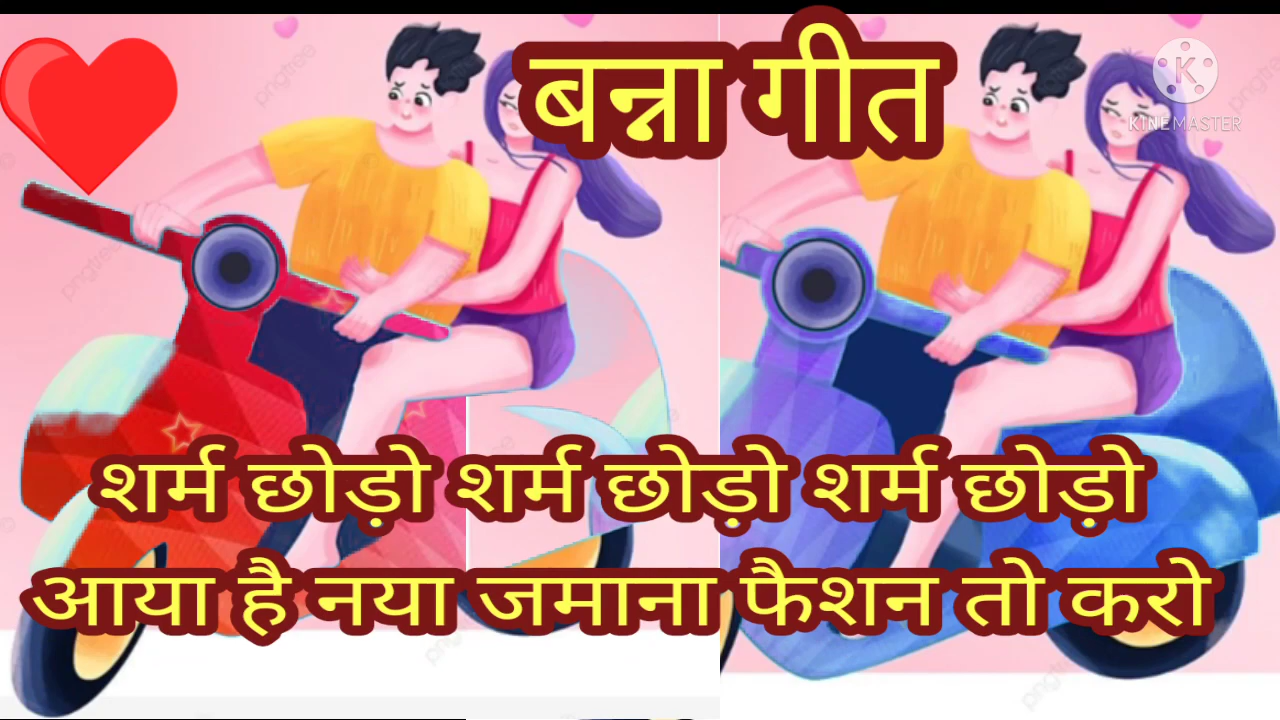 बन्ना गीत
KINEMASTER
शर्म छोड़ो शर्म छोड़ो शर्म छोड़ो
आया है नया जमाना फैशन तो करो